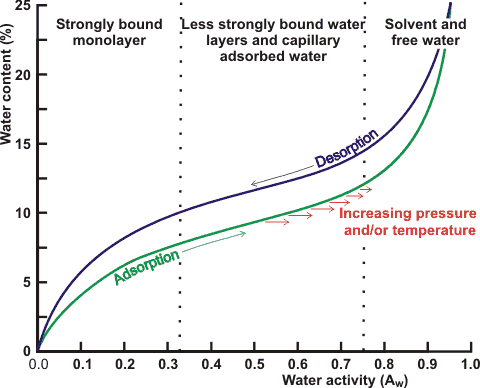 25
20
15
10
5
0
Water content (%)
Strongly bound
monolayer
Less strongly bound water
layers and capillary
adsorbed water
Solvent and
free water
Desorption
Adsorption
Increasing pressure
and/or temperature
0.0 0.1 0.2 0.3 0.4 0.5 0.6 0.7 0.8 0.9 1.0
Water activity (Aw)